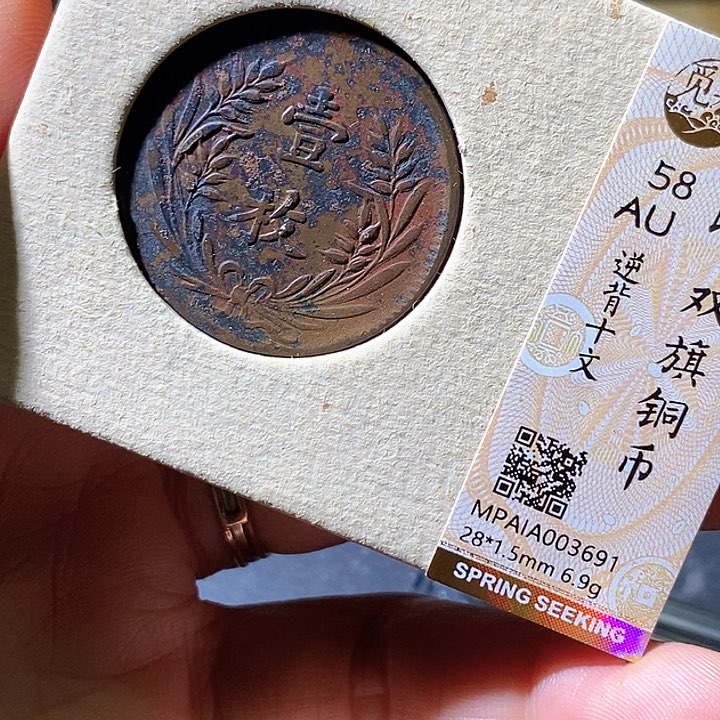 壹
枚
觅
58
AU
双旗铜币
逆背十文
MPAIA003691
28*1.5mm 6.9g
SPRING SEEKING